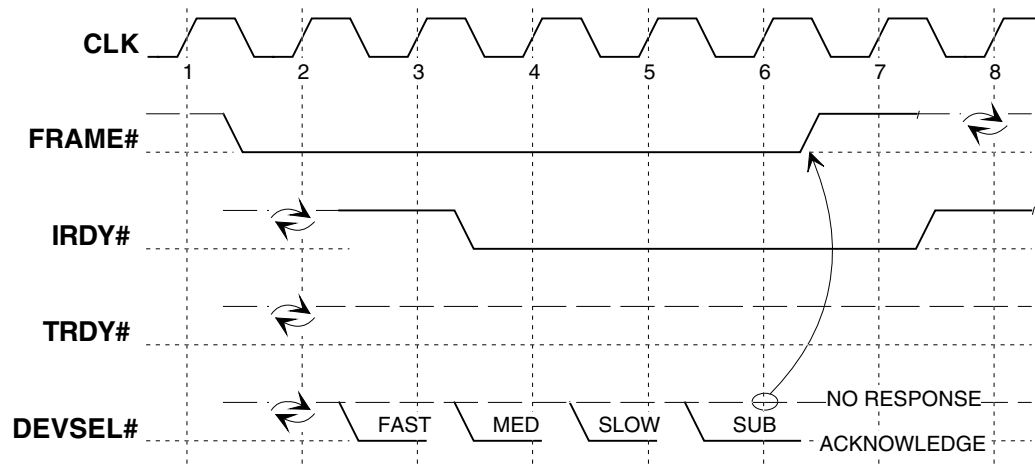 CLK
1 2 3 4 5 6 7 8
FRAME#
IRDY#
TRDY#
NO RESPONSE
DEVSEL# FAST MED SLOW SUB
ACKNOWLEDGE